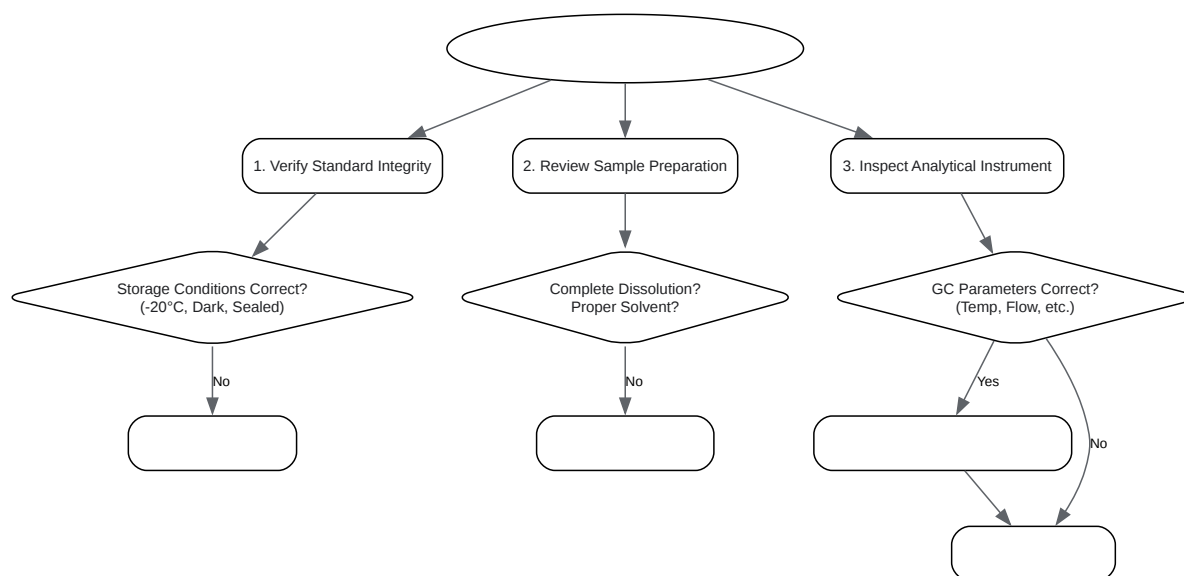 1. Verify Standard Integrity
2. Review Sample Preparation
3. Inspect Analytical Instrument
Storage Conditions Correct?
(-20°C, Dark, Sealed)
Complete Dissolution?
Proper Solvent?
GC Parameters Correct?
(Temp, Flow, etc.)
No
No
Yes
No